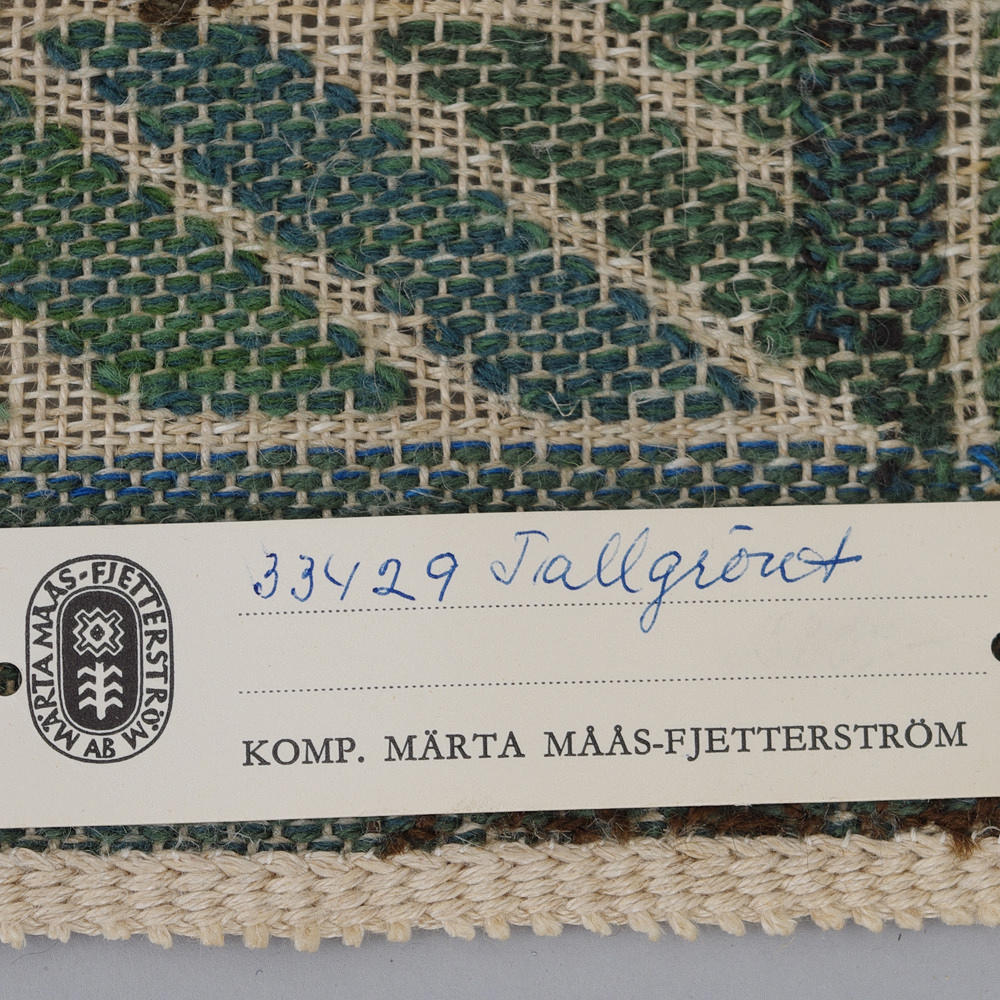 33429 Tallgrönt
MÄRTA MÅÅS-FJETTERSTRÖM
AB
KOMP. MÄRTA MÅÅS-FJETTERSTRÖM